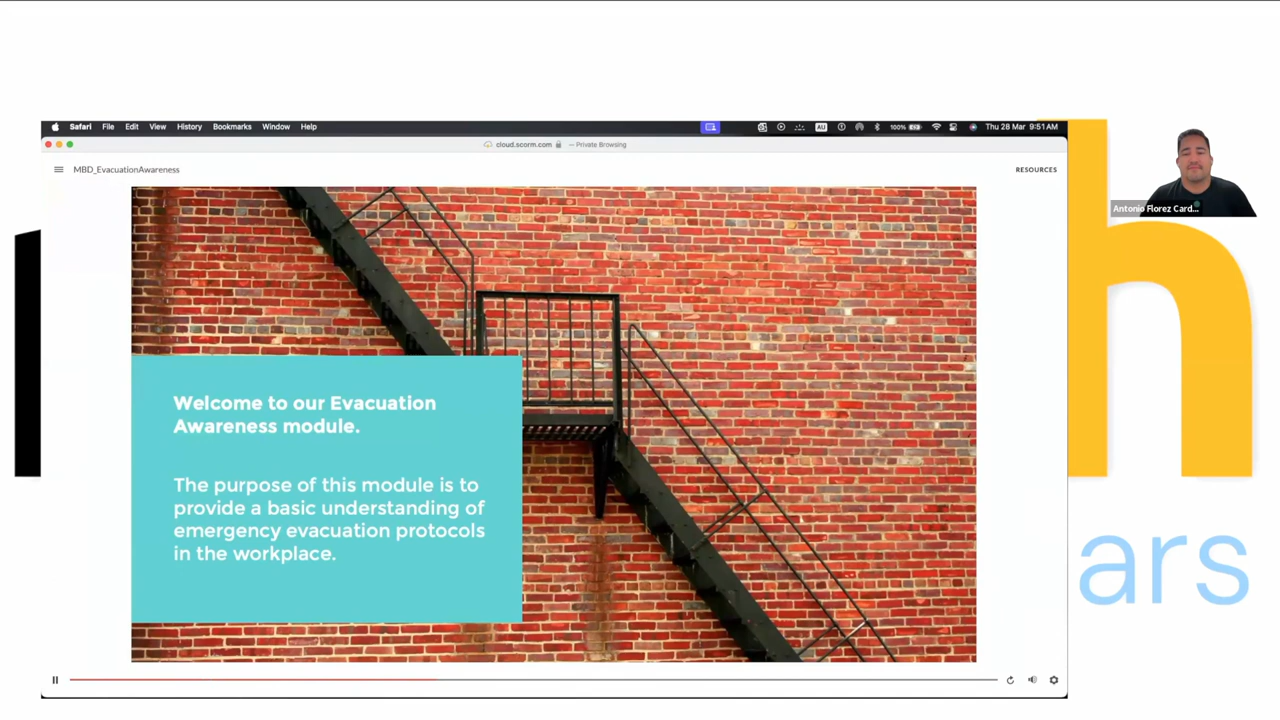 Safari File Edit View History Bookmarks Window Help AU 100% Thu 28 Mar 9:51 AM
cloud.scorm.com — Private Browsing
MBD_EvacuationAwareness RESOURCES
Antonio Florez Card...
Welcome to our Evacuation
Awareness module.
The purpose of this module is to
provide a basic understanding of
emergency evacuation protocols
in the workplace.
h
ars